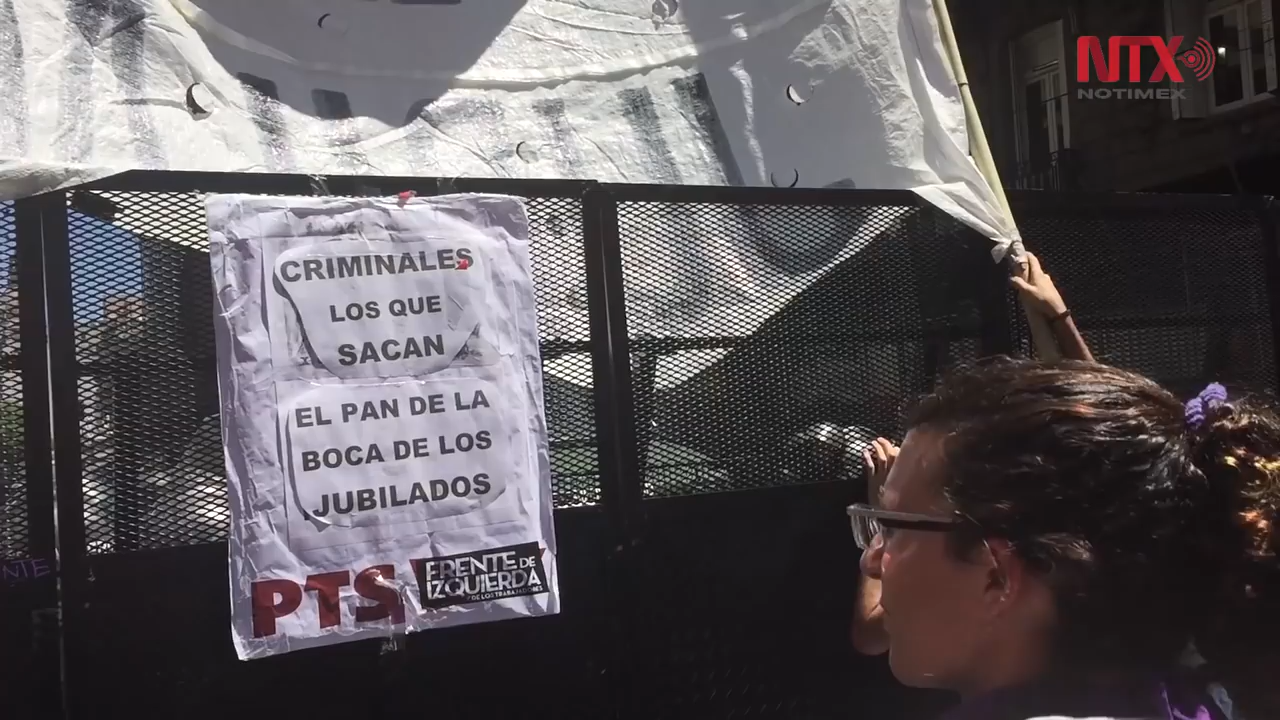 NTX
NOTIMEX
CRIMINALES
LOS QUE
SACAN
EL PAN DE LA
BOCA DE LOS
JUBILADOS
PTS
FRENTE DE
IZQUIERDA
Y DE LOS TRABAJADORES
NTE